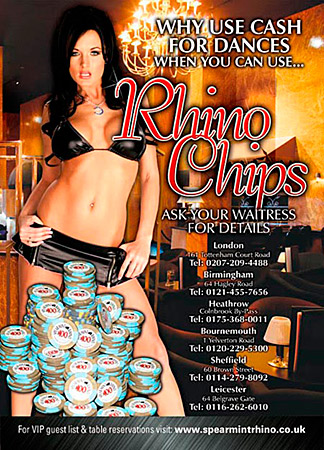 WHY USE CASH
FOR DANCES
WHEN YOU CAN USE...
Rhino
Chips
ASK YOUR WAITRESS
FOR DETAILS
London
161 Tottenham Court Road
Tel: 0207-209-4488
Birmingham
64 Hagley Road
Tel: 0121-455-7656
Heathrow
Colnbrook By-Pass
Tel: 0175-368-0011
Bournemouth
1 Yelverton Road
Tel: 0120-229-5300
Sheffield
60 Brown Street
Tel: 0114-279-8092
Leicester
64 Belgrave Gate
Tel: 0116-262-6010
For VIP guest list & table reservations visit: www.spearmintrhino.co.uk